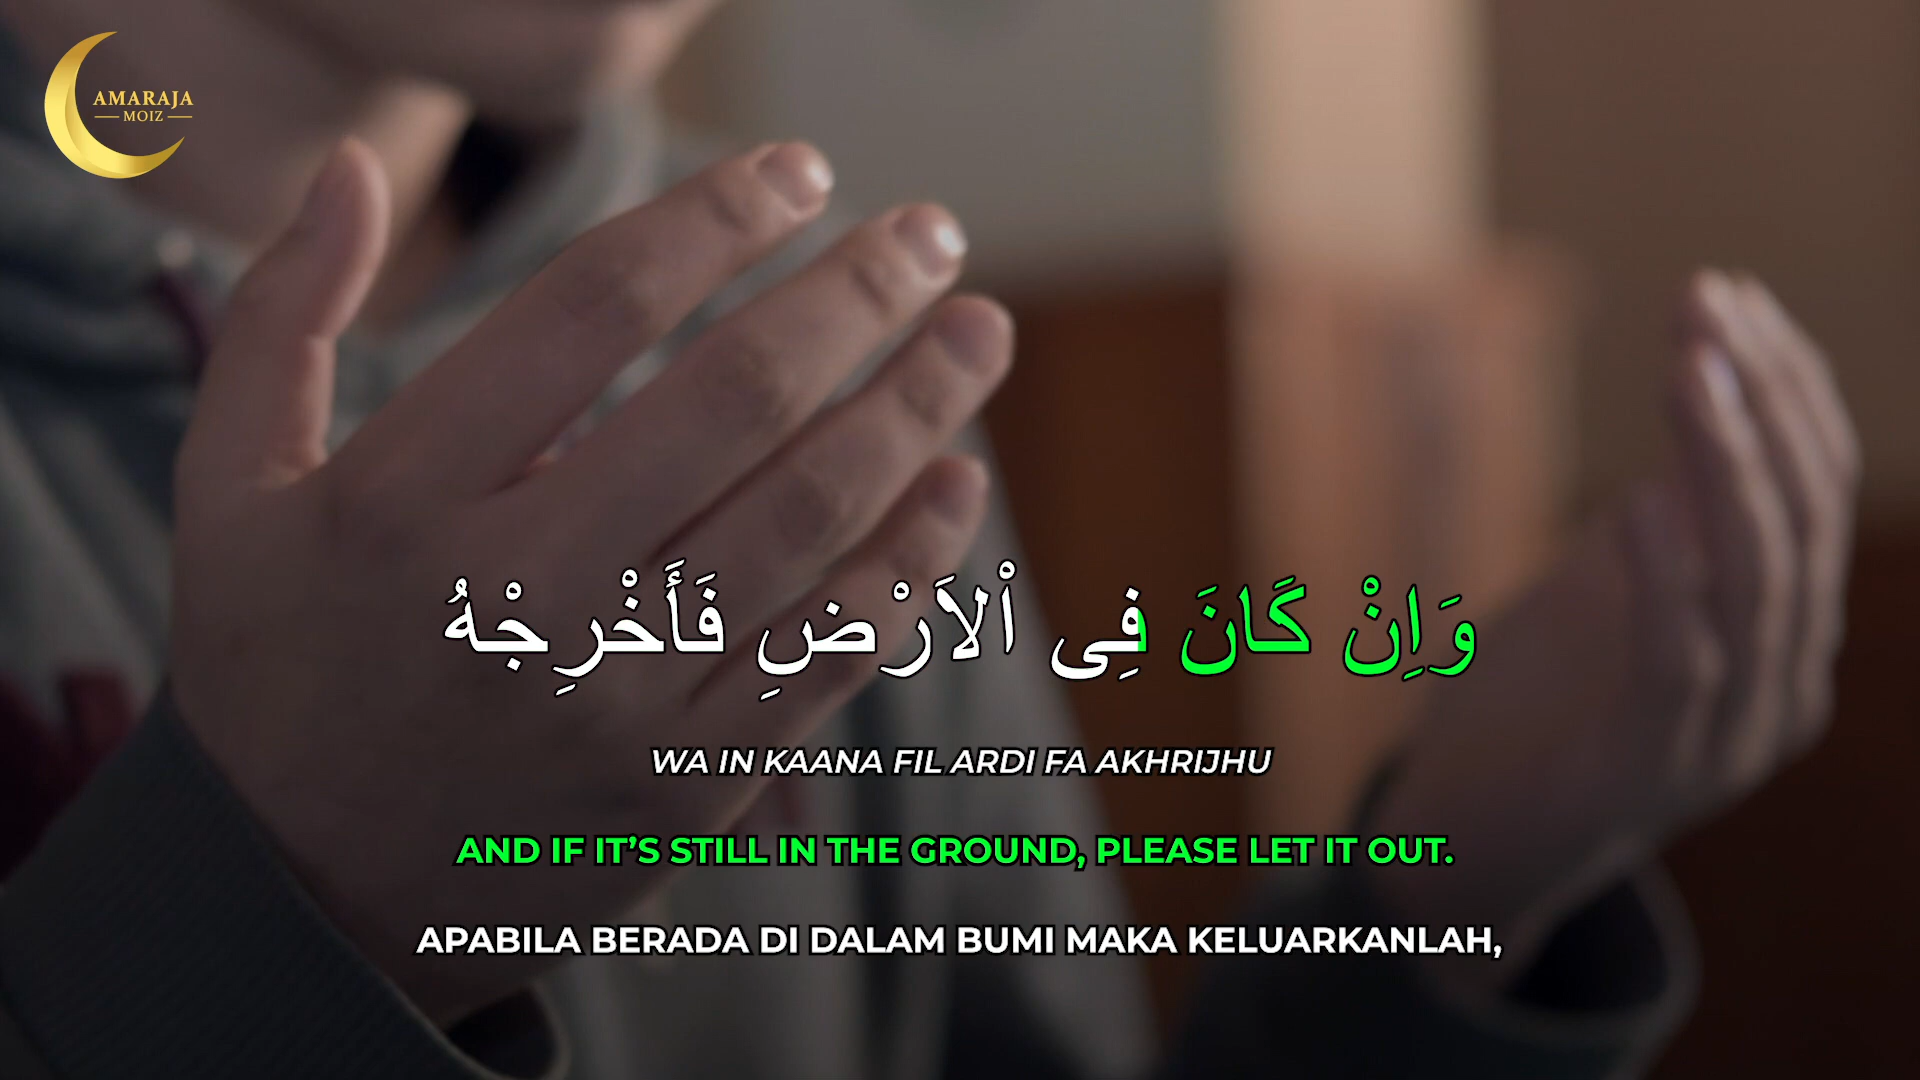 AMARAJA
MOIZ
وَاِنْ كَانَ فِى اْلاَرْضِ فَأَخْرِجْهُ
WA IN KAANA FIL ARDI FA AKHRIJHU
AND IF IT’S STILL IN THE GROUND, PLEASE LET IT OUT.
APABILA BERADA DI DALAM BUMI MAKA KELUARKANLAH,